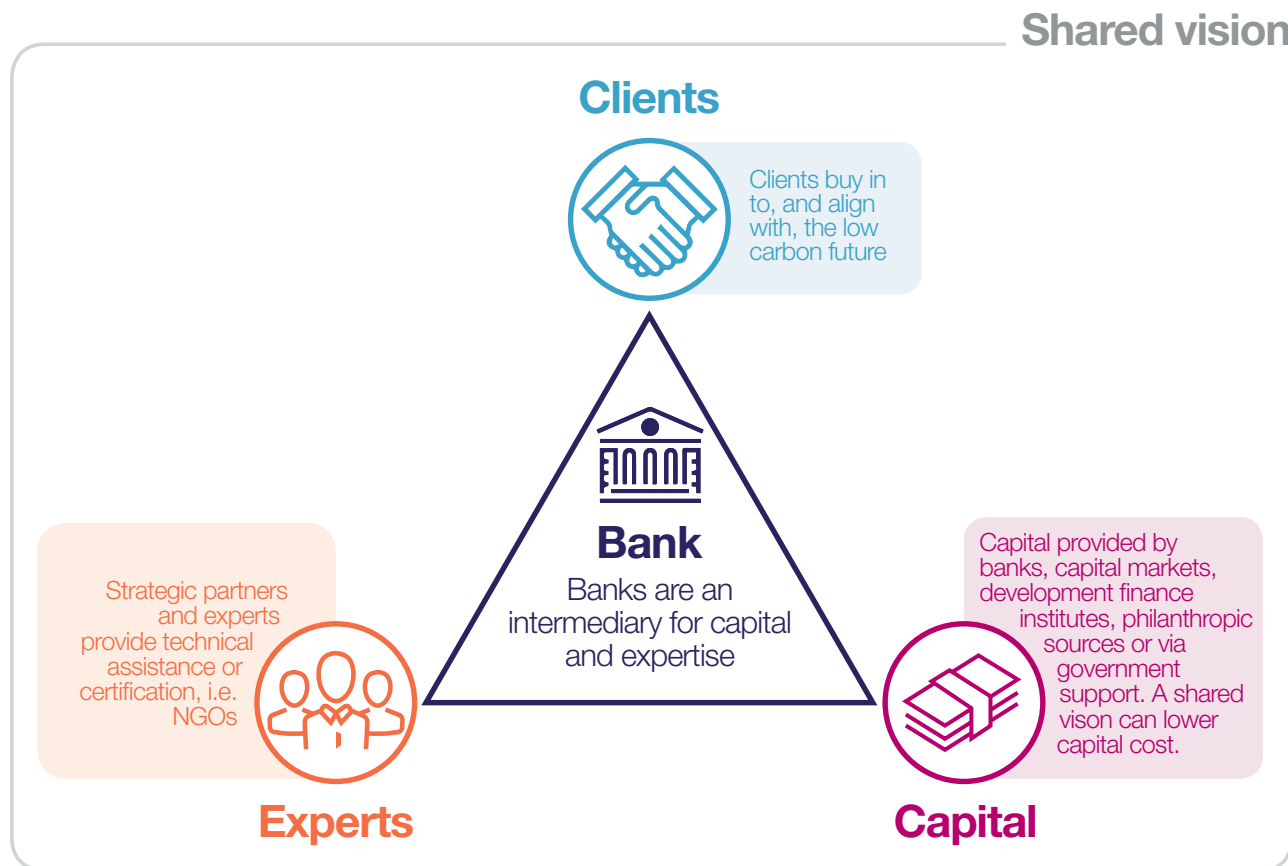 Shared vision
Clients
Clients buy in
to, and align
with, the low
carbon future
Bank
Banks are an
intermediary for capital
and expertise
Strategic partners
and experts
provide technical
assistance or
certification, i.e.
NGOs
Experts
Capital provided by
banks, capital markets,
development finance
institutes, philanthropic
sources or via
government
support. A shared
vison can lower
capital cost.
Capital